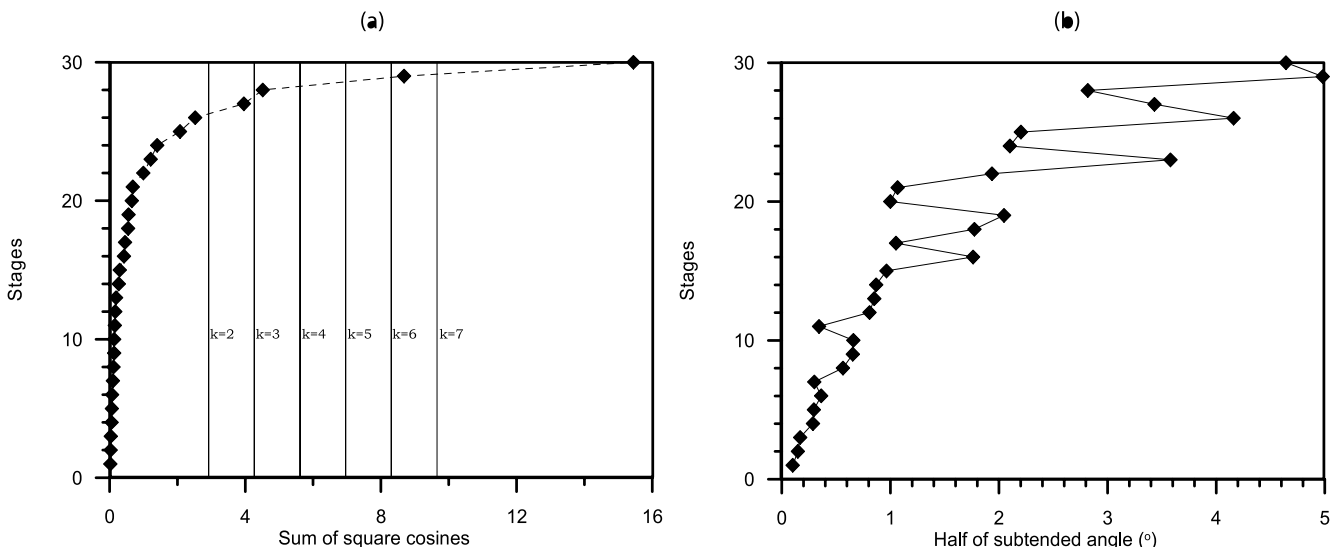 (a)
(b)
30
20
10
0
Stages
k=2
k=3
k=4
k=5
k=6
k=7
0
4
8
12
16
Sum of square cosines
30
20
10
0
Stages
0
1
2
3
4
5
Half of subtended angle (o)